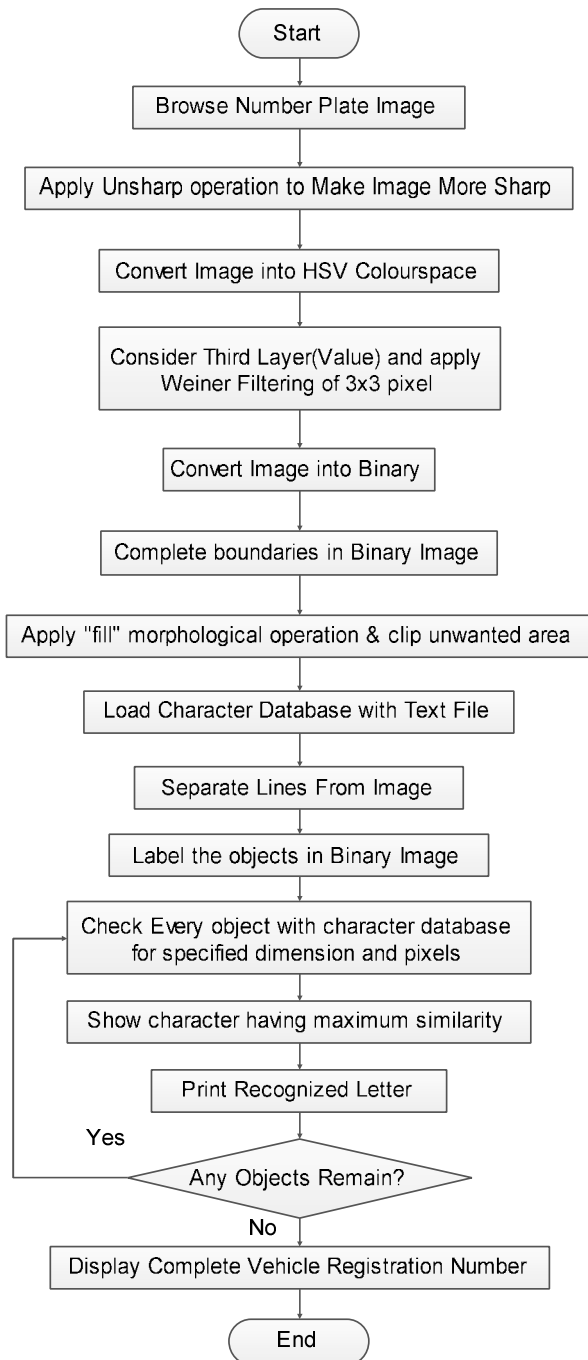 Start
Browse Number Plate Image
Apply Unsharp operation to Make Image More Sharp
Convert Image into HSV Colourspace
Consider Third Layer(Value) and apply
Weiner Filtering of 3x3 pixel
Convert Image into Binary
Complete boundaries in Binary Image
Apply "fill" morphological operation & clip unwanted area
Load Character Database with Text File
Separate Lines From Image
Label the objects in Binary Image
Check Every object with character database
for specified dimension and pixels
Show character having maximum similarity
Print Recognized Letter
Yes
Any Objects Remain?
No
Display Complete Vehicle Registration Number
End